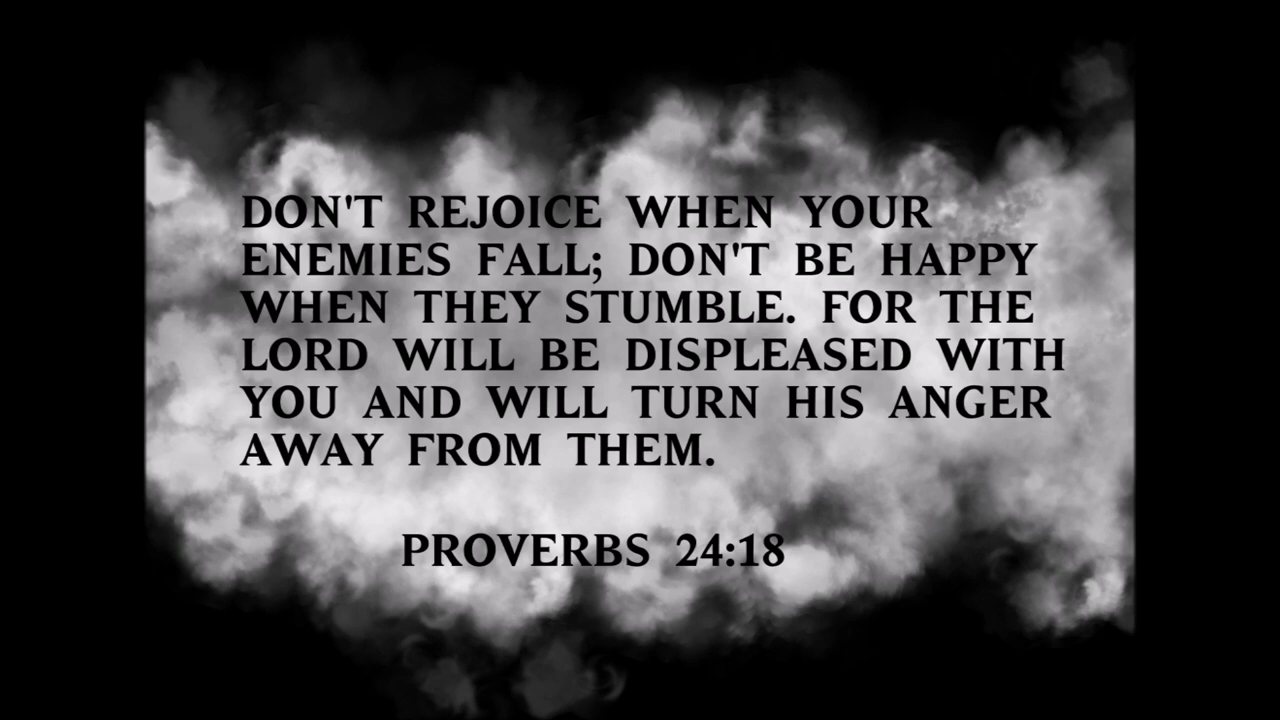 DON'T REJOICE WHEN YOUR
ENEMIES FALL; DON'T BE HAPPY
WHEN THEY STUMBLE. FOR THE
LORD WILL BE DISPLEASED WITH
YOU AND WILL TURN HIS ANGER
AWAY FROM THEM.
PROVERBS 24:18